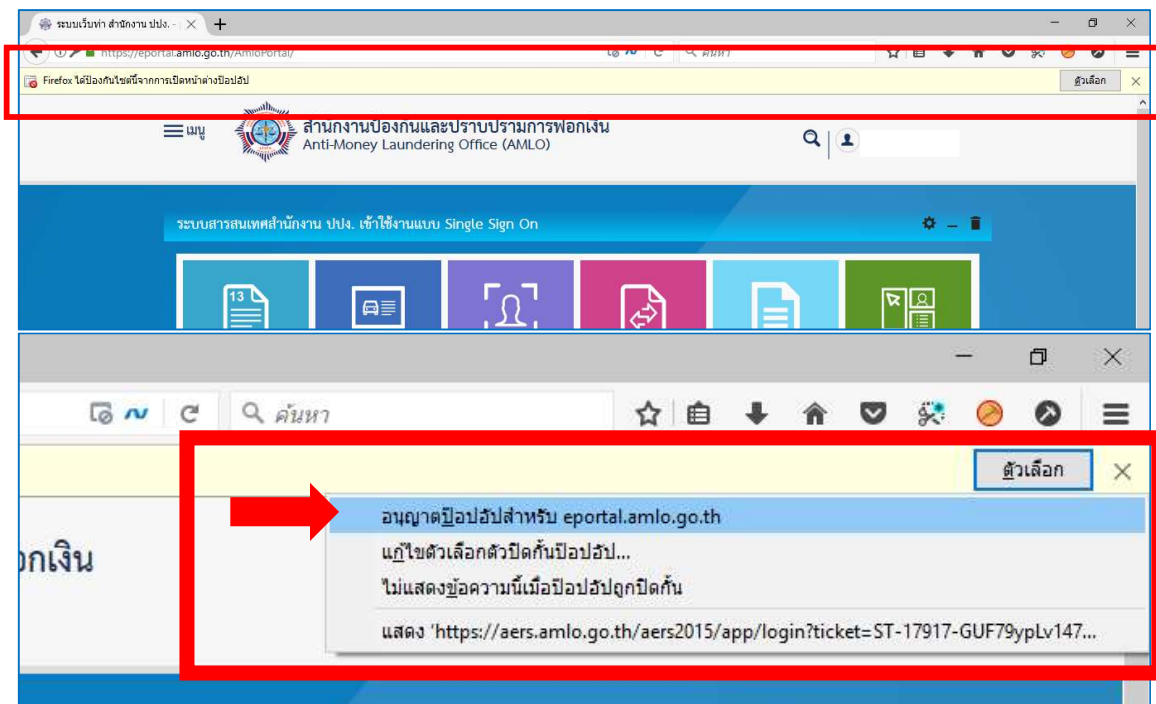 ระบบเว็บท่า สำนักงาน ปปง. -
https://eportal.amlo.go.th/AmloPortal/
ค้นหา
Firefox ได้ป้องกันไซต์นี้จากการเปิดหน้าต่างป๊อปอัป
ตัวเลือก
เมนู
สำนักงานป้องกันและปราบปรามการฟอกเงิน
Anti-Money Laundering Office (AMLO)
ระบบสารสนเทศสำนักงาน ปปง. เข้าใช้งานแบบ Single Sign On
13
ค้นหา
ตัวเลือก
อนุญาตป๊อปอัปสำหรับ eportal.amlo.go.th
อกเงิน
แก้ไขตัวเลือกตัวปิดกั้นป๊อปอัป...
ไม่แสดงข้อความนี้เมื่อป๊อปอัปถูกปิดกั้น
แสดง 'https://aers.amlo.go.th/aers2015/app/login?ticket=ST-17917-GUF79ypLv147...